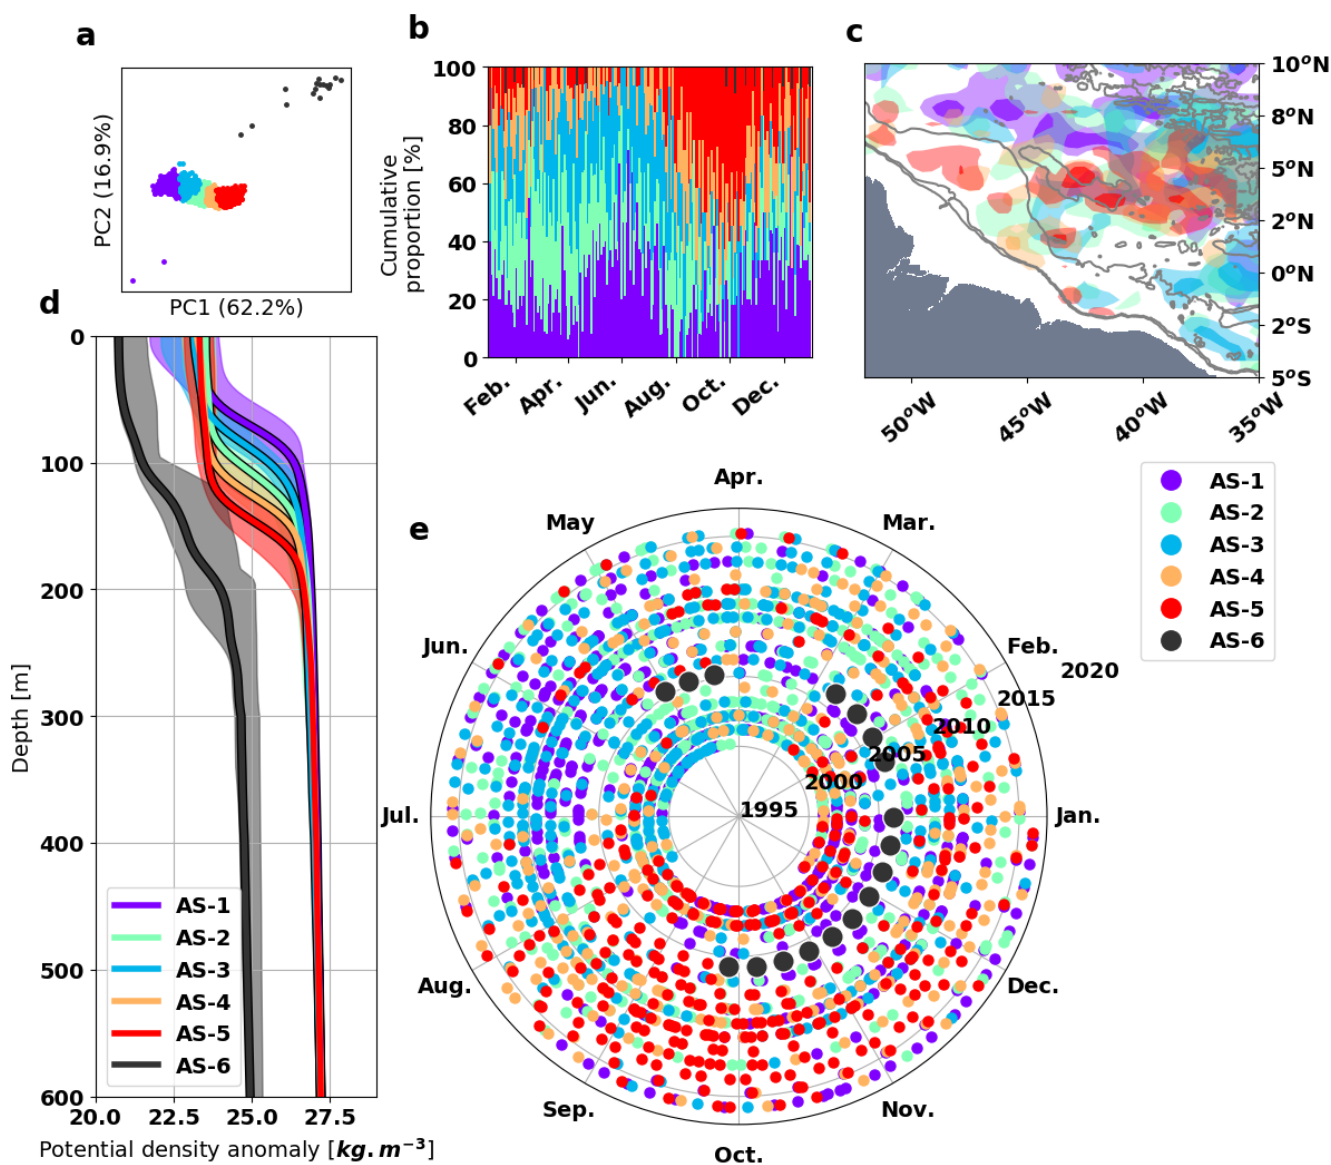 a
PC2 (16.9%)
PC1 (62.2%)
b
Cumulative
proportion [%]
100
80
60
40
20
0
Feb.
Apr.
Jun.
Aug.
Oct.
Dec.
c
10°N
8°N
5°N
2°N
0°N
2°S
5°S
50°W
45°W
40°W
35°W
d
0
100
200
300
400
500
600
Depth [m]
20.0
22.5
25.0
27.5
Potential density anomaly [kg.m⁻³]
AS-1
AS-2
AS-3
AS-4
AS-5
AS-6
e
Apr.
Mar.
Feb.
Jan.
Dec.
Nov.
Oct.
Sep.
Aug.
Jul.
Jun.
May
1995
2000
2005
2010
2015
2020
AS-1
AS-2
AS-3
AS-4
AS-5
AS-6